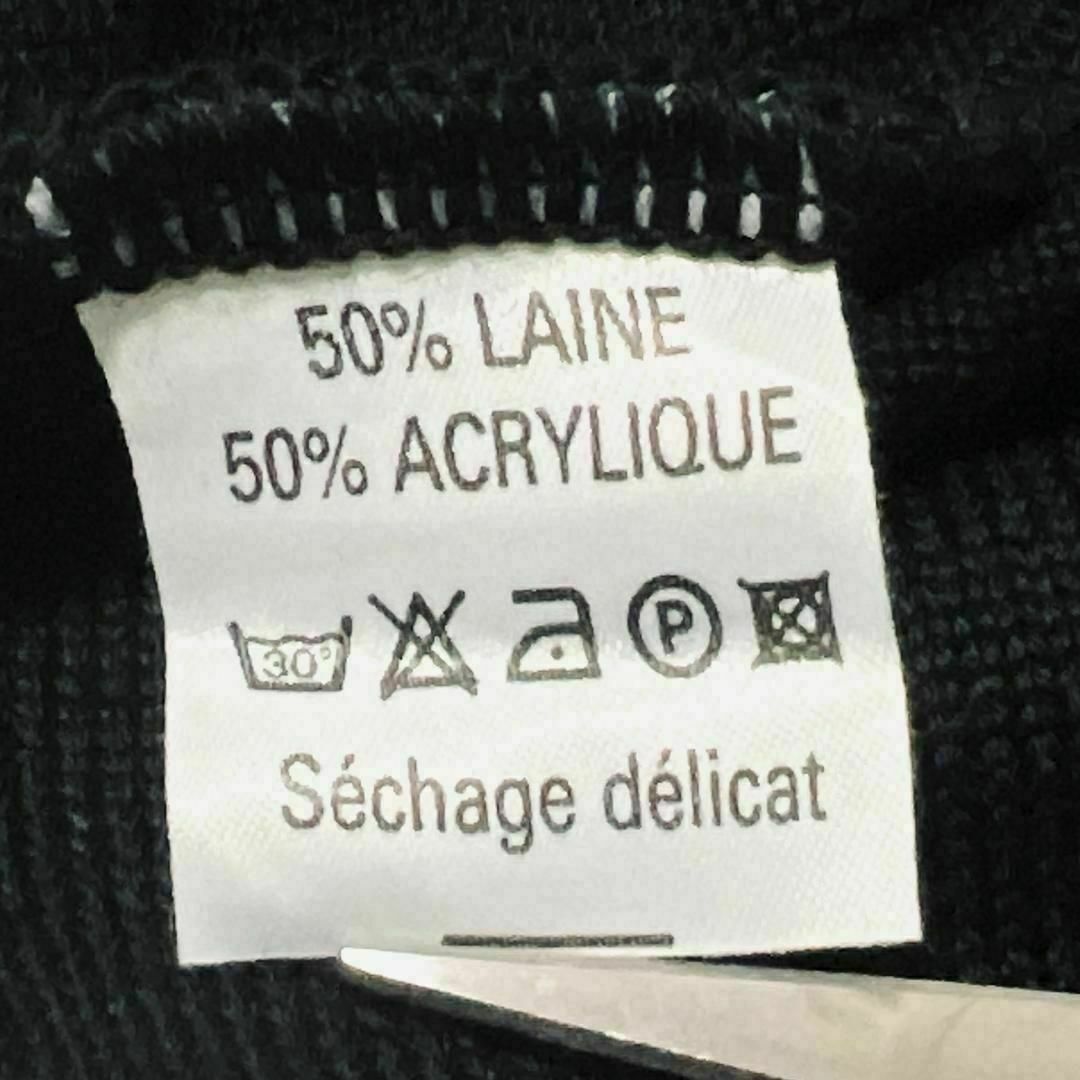 50% LAINE
50% ACRYLIQUE
30° P
Séchage délicat